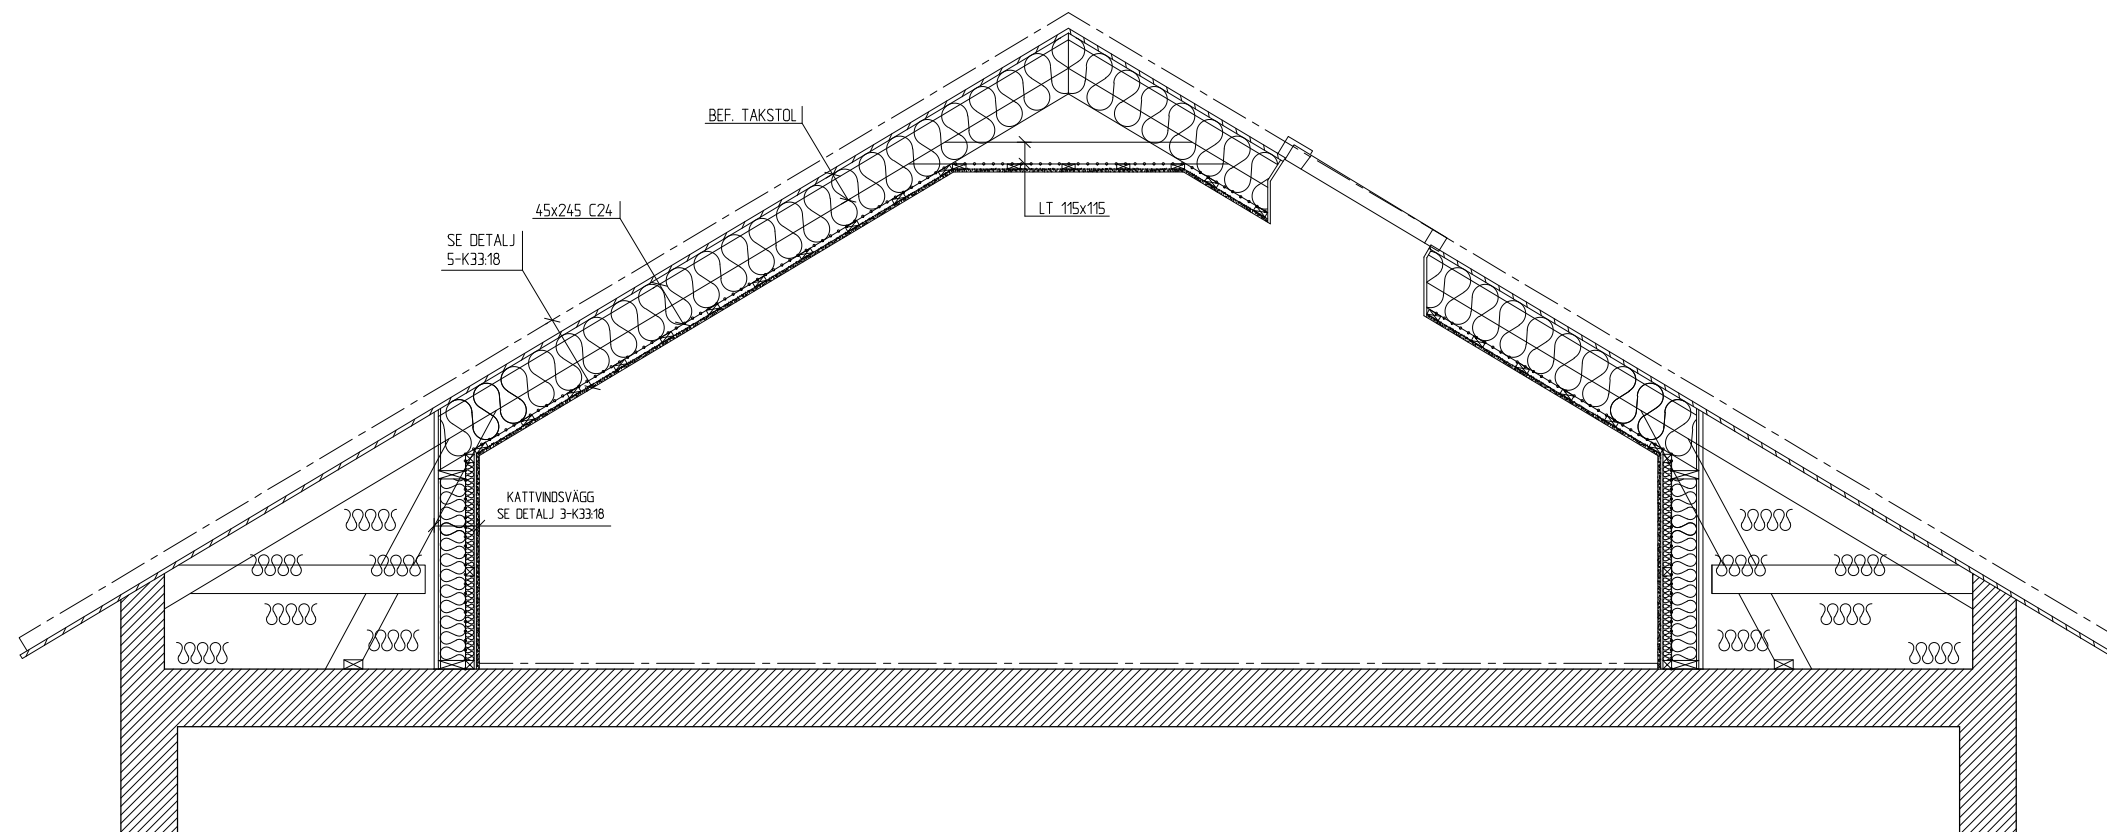 BEF. TAKSTOL
45x245 C24
LT 115x115
SE DETALJ
5-K33:18
KATTVINDSVÄGG
SE DETALJ 3-K33:18